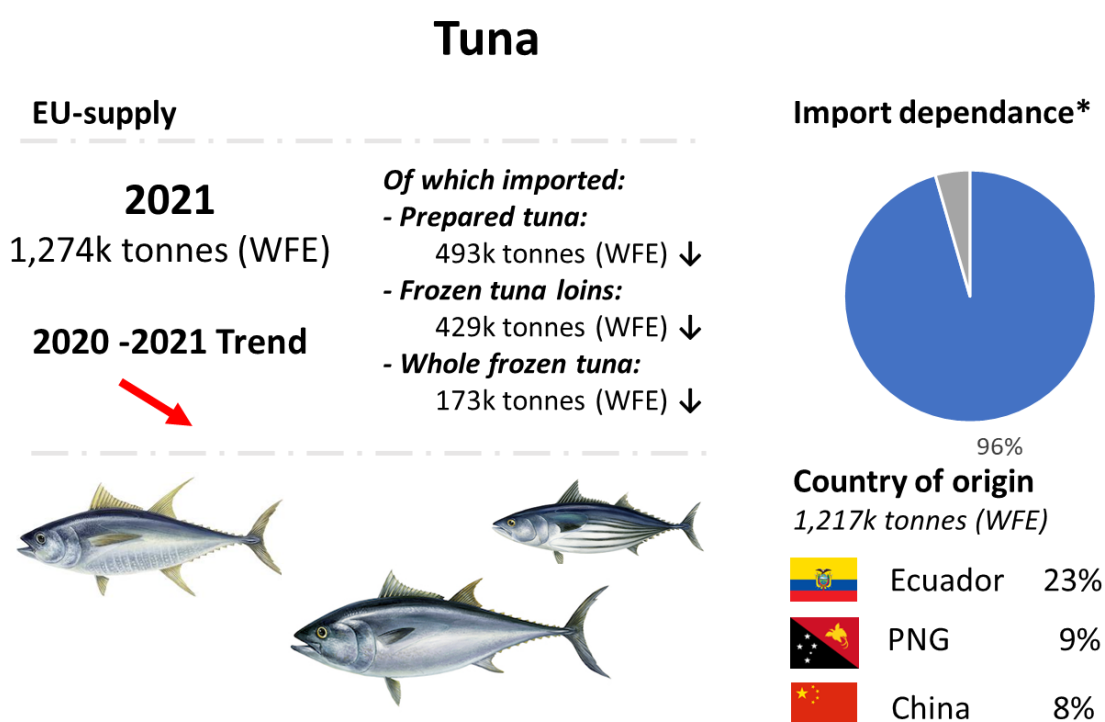 Tuna
EU-supply
2021
1,274k tonnes (WFE)
2020 -2021 Trend
Of which imported:
- Prepared tuna:
493k tonnes (WFE) ↓
- Frozen tuna loins:
429k tonnes (WFE) ↓
- Whole frozen tuna:
173k tonnes (WFE) ↓
Import dependance*
96%
Country of origin
1,217k tonnes (WFE)
Ecuador 23%
PNG 9%
China 8%